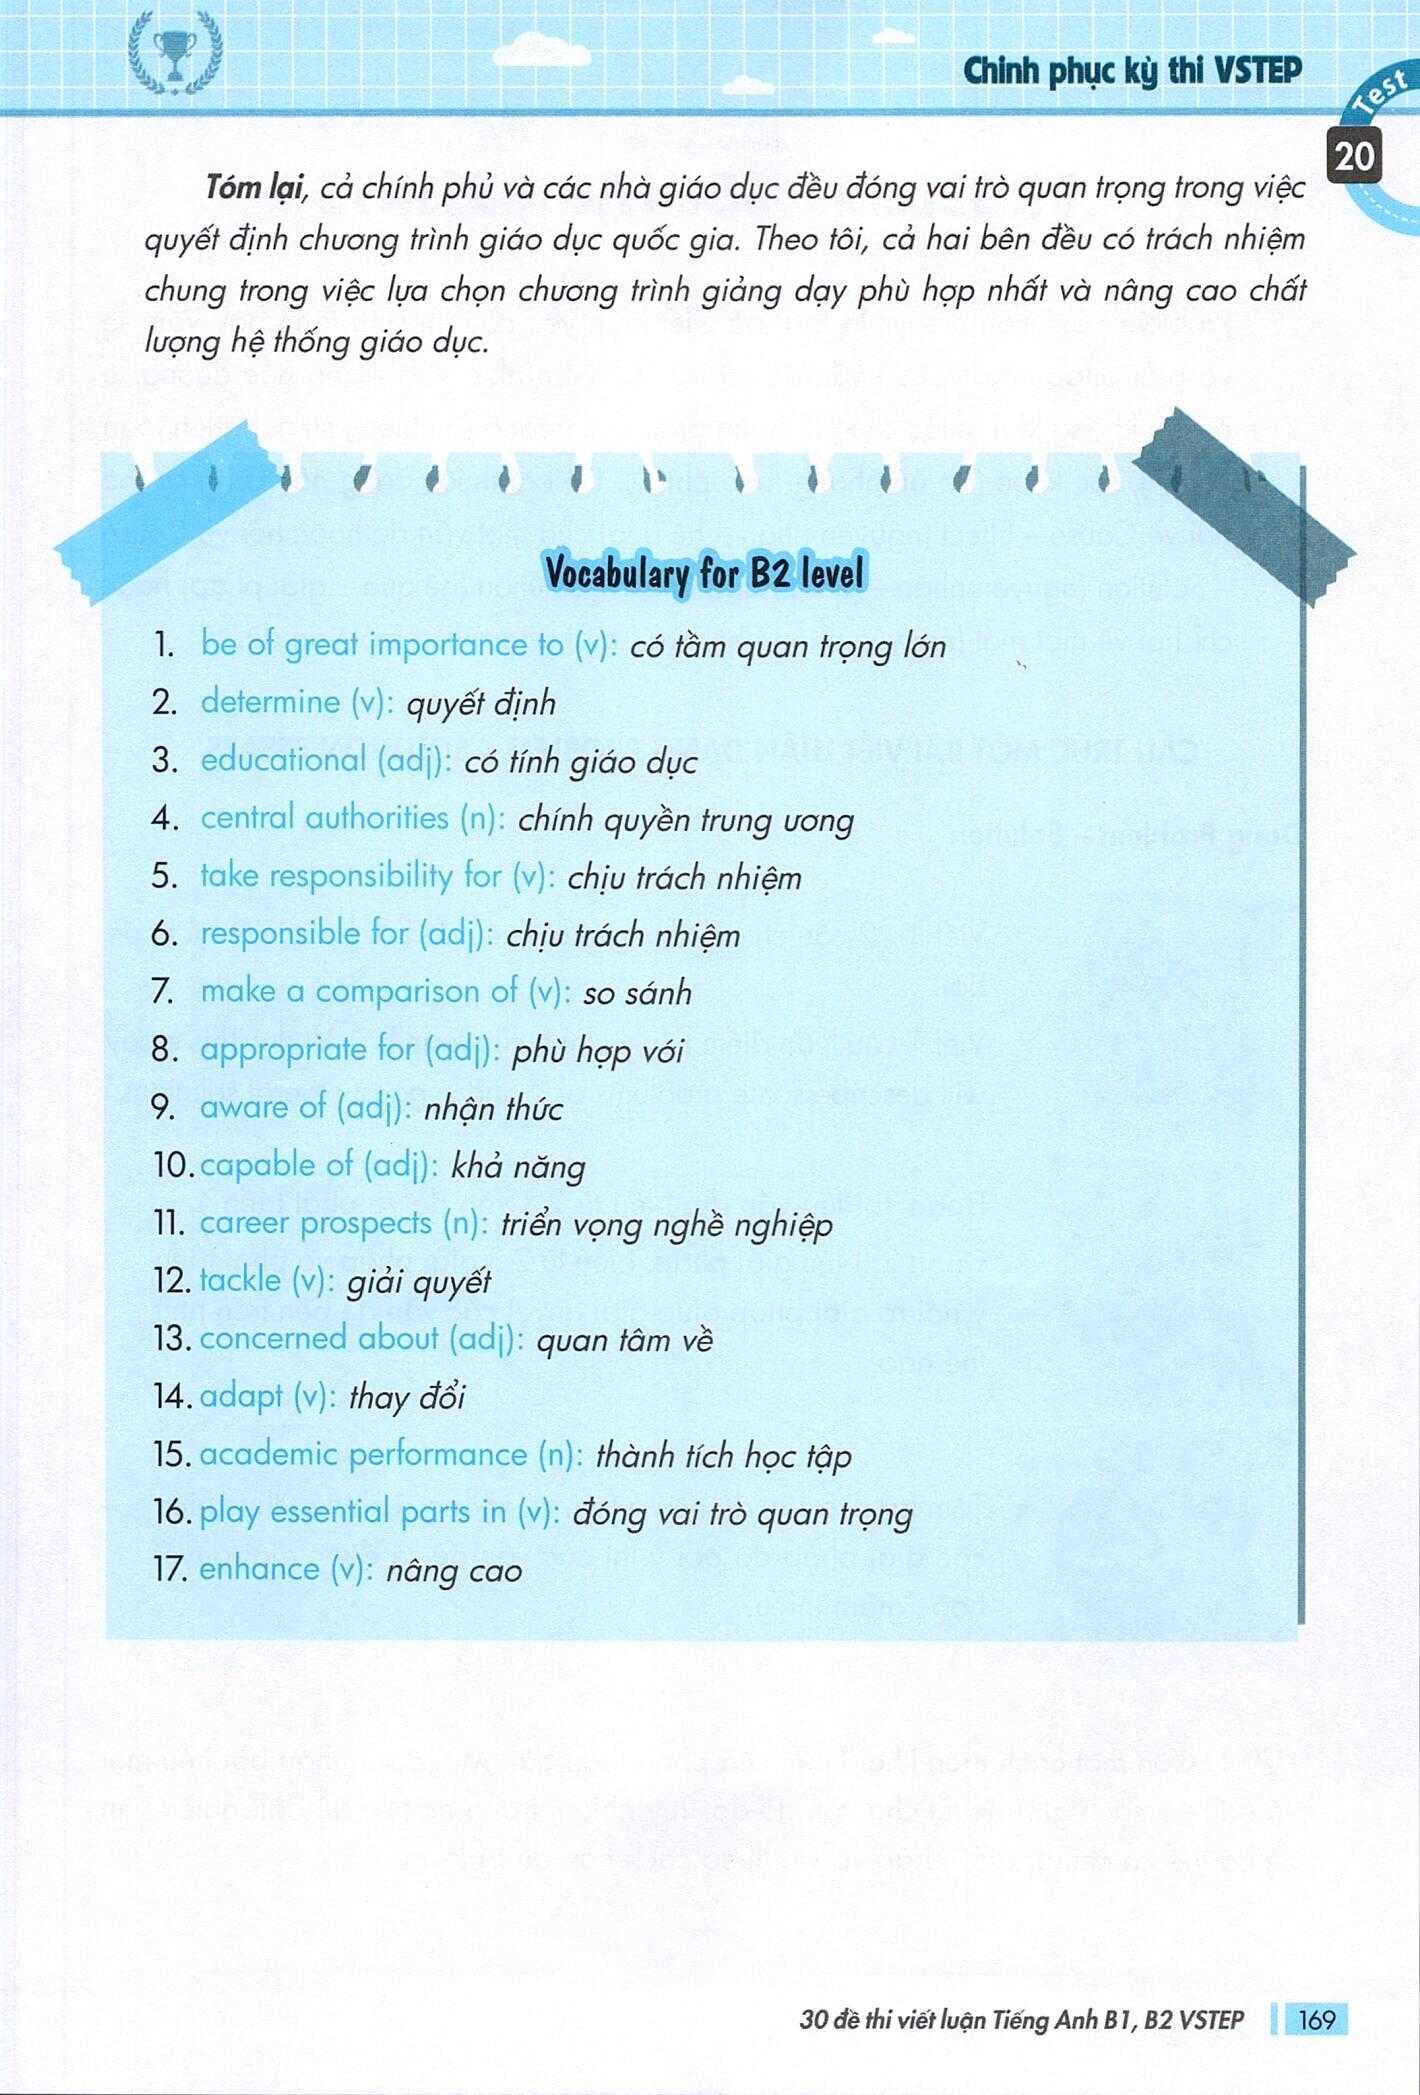 Chinh phục kỳ thi VSTEP
Test
20
Tóm lại, cả chính phủ và các nhà giáo dục đều đóng vai trò quan trọng trong việc
quyết định chương trình giáo dục quốc gia. Theo tôi, cả hai bên đều có trách nhiệm
chung trong việc lựa chọn chương trình giảng dạy phù hợp nhất và nâng cao chất
lượng hệ thống giáo dục.
Vocabulary for B2 level
1. be of great importance to (v): có tầm quan trọng lớn
2. determine (v): quyết định
3. educational (adj): có tính giáo dục
4. central authorities (n): chính quyền trung ương
5. take responsibility for (v): chịu trách nhiệm
6. responsible for (adj): chịu trách nhiệm
7. make a comparison of (v): so sánh
8. appropriate for (adj): phù hợp với
9. aware of (adj): nhận thức
10. capable of (adj): khả năng
11. career prospects (n): triển vọng nghề nghiệp
12. tackle (v): giải quyết
13. concerned about (adj): quan tâm về
14. adapt (v): thay đổi
15. academic performance (n): thành tích học tập
16. play essential parts in (v): đóng vai trò quan trọng
17. enhance (v): nâng cao
30 đề thi viết luận Tiếng Anh B1, B2 VSTEP
169